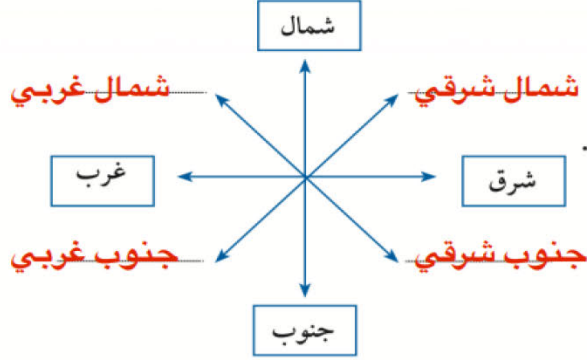 شمال
شمال شرقي
شمال غربي
شرق
غرب
جنوب شرقي
جنوب غربي
جنوب